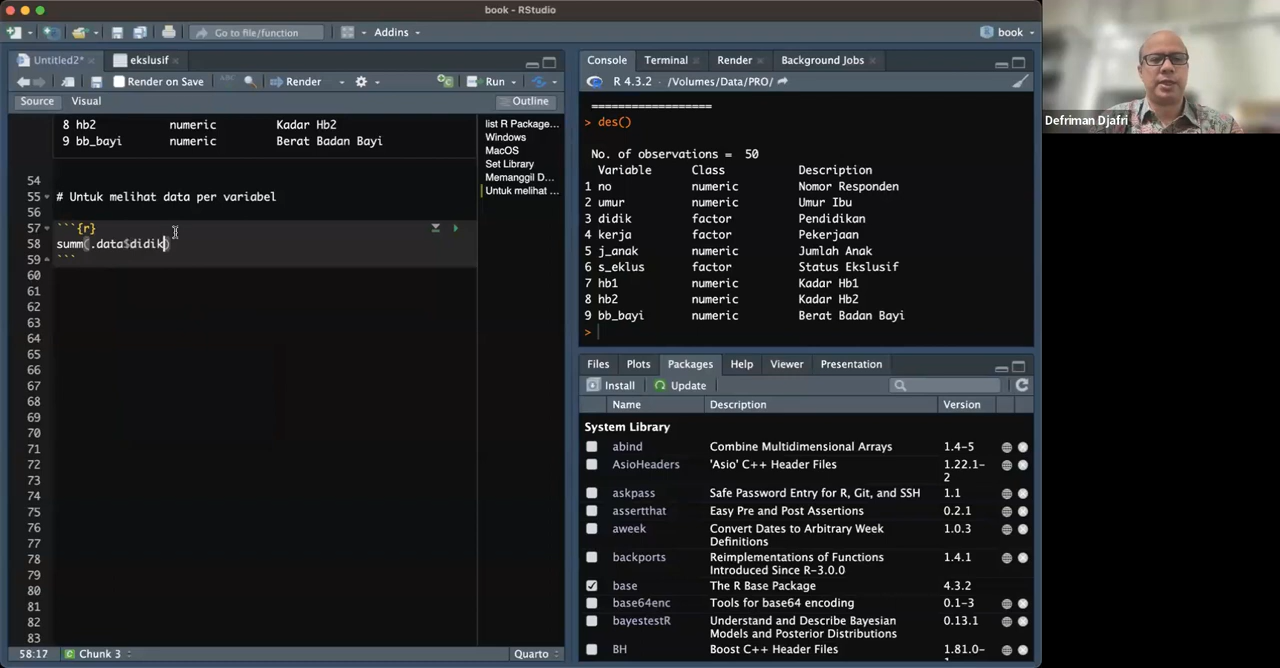 book - RStudio
Go to file/function
Addins
book
Untitled2*
ekslusif
Render on Save
ABC
Render
Run
Source
Visual
Outline
8 hb2 numeric Kadar Hb2
9 bb_bayi numeric Berat Badan Bayi
54
55 # Untuk melihat data per variabel
56
57 ```{r}
58 summ(.data$didik)
59 ```
60
61
62
63
64
65
66
67
68
69
70
71
72
73
74
75
76
77
78
79
80
81
82
83
list R Package...
Windows
MacOS
Set Library
Memanggil D...
Untuk melihat ...
58:17
Chunk 3
Quarto
Console
Terminal
Render
Background Jobs
R 4.3.2 · /Volumes/Data/PRO/
====================
> des()
No. of observations = 50
Variable Class Description
1 no numeric Nomor Responden
2 umur numeric Umur Ibu
3 didik factor Pendidikan
4 kerja factor Pekerjaan
5 j_anak numeric Jumlah Anak
6 s_eklus factor Status Ekslusif
7 hb1 numeric Kadar Hb1
8 hb2 numeric Kadar Hb2
9 bb_bayi numeric Berat Badan Bayi
>
Files
Plots
Packages
Help
Viewer
Presentation
Install
Update
Name Description Version
System Library
abind Combine Multidimensional Arrays 1.4-5
AsioHeaders 'Asio' C++ Header Files 1.22.1-
2
askpass Safe Password Entry for R, Git, and SSH 1.1
assertthat Easy Pre and Post Assertions 0.2.1
aweek Convert Dates to Arbitrary Week 1.0.3
Definitions
backports Reimplementations of Functions 1.4.1
Introduced Since R-3.0.0
base The R Base Package 4.3.2
base64enc Tools for base64 encoding 0.1-3
bayestestR Understand and Describe Bayesian 0.13.1
Models and Posterior Distributions
BH Boost C++ Header Files 1.81.0-
Defriman Djafri